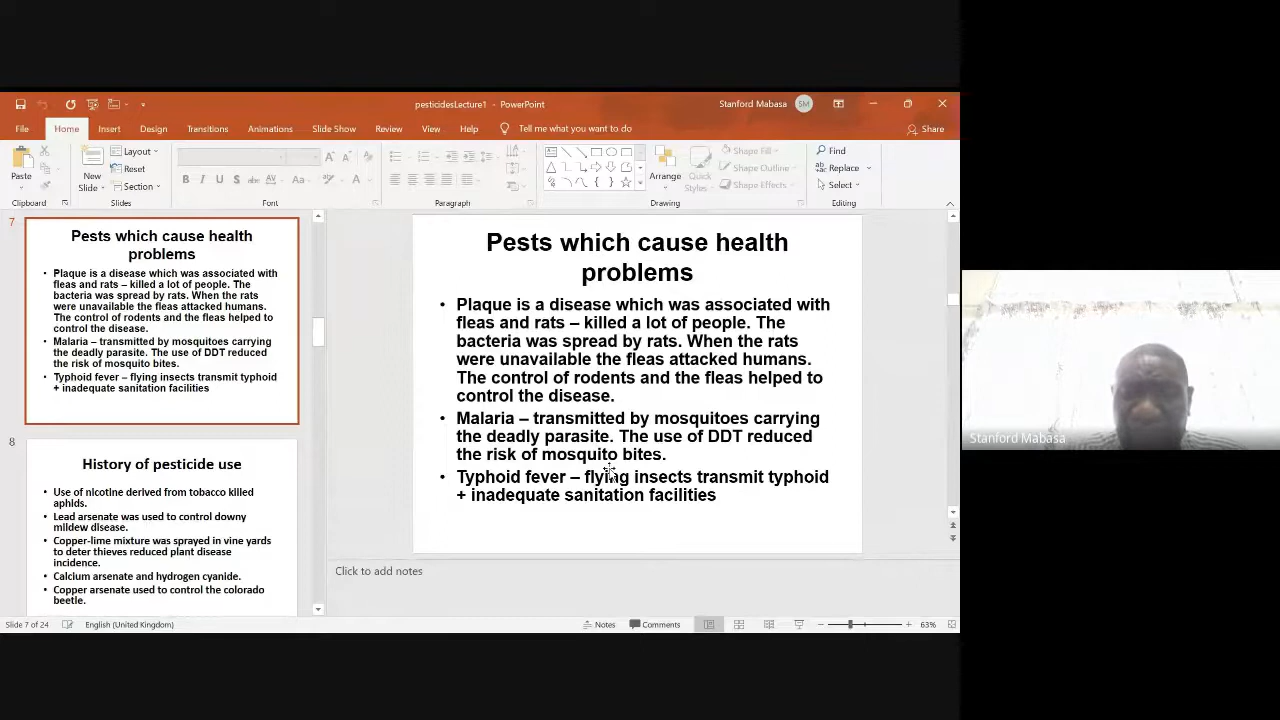 pesticidesLecture1 - PowerPoint
Stanford Mabasa
SM
File
Home
Insert
Design
Transitions
Animations
Slide Show
Review
View
Help
Tell me what you want to do
Share
Paste
New
Slide
Layout
Reset
Section
B I U S abc AV Aa A
Shape Fill
Shape Outline
Shape Effects
Arrange
Quick
Styles
Find
Replace
Select
Clipboard
Slides
Font
Paragraph
Drawing
Editing
7
Pests which cause health
problems
• Plaque is a disease which was associated with
fleas and rats – killed a lot of people. The
bacteria was spread by rats. When the rats
were unavailable the fleas attacked humans.
The control of rodents and the fleas helped to
control the disease.
• Malaria – transmitted by mosquitoes carrying
the deadly parasite. The use of DDT reduced
the risk of mosquito bites.
• Typhoid fever – flying insects transmit typhoid
+ inadequate sanitation facilities
8
History of pesticide use
• Use of nicotine derived from tobacco killed
aphids.
• Lead arsenate was used to control downy
mildew disease.
• Copper-lime mixture was sprayed in vine yards
to deter thieves reduced plant disease
incidence.
• Calcium arsenate and hydrogen cyanide.
• Copper arsenate used to control the colorado
beetle.
Pests which cause health
problems
• Plaque is a disease which was associated with
fleas and rats – killed a lot of people. The
bacteria was spread by rats. When the rats
were unavailable the fleas attacked humans.
The control of rodents and the fleas helped to
control the disease.
• Malaria – transmitted by mosquitoes carrying
the deadly parasite. The use of DDT reduced
the risk of mosquito bites.
• Typhoid fever – flying insects transmit typhoid
+ inadequate sanitation facilities
Click to add notes
Slide 7 of 24
English (United Kingdom)
Notes
Comments
63%
Stanford Mabasa